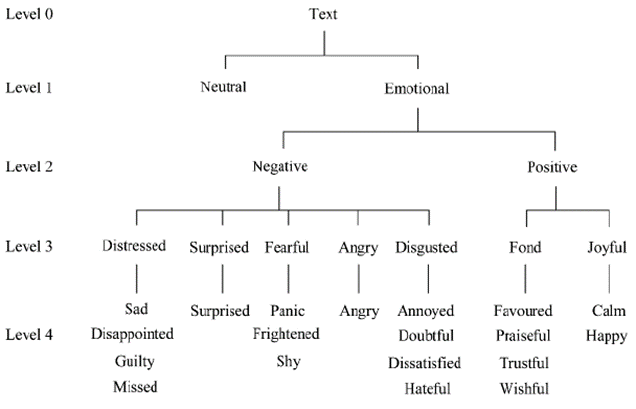 Level 0 Text
Level 1 Neutral Emotional
Level 2 Negative Positive
Level 3 Distressed Surprised Fearful Angry Disgusted Fond Joyful
Sad Surprised Panic Angry Annoyed Favoured Calm
Level 4 Disappointed Frightened Doubtful Praiseful Happy
Guilty Shy Dissatisfied Trustful
Missed Hateful Wishful